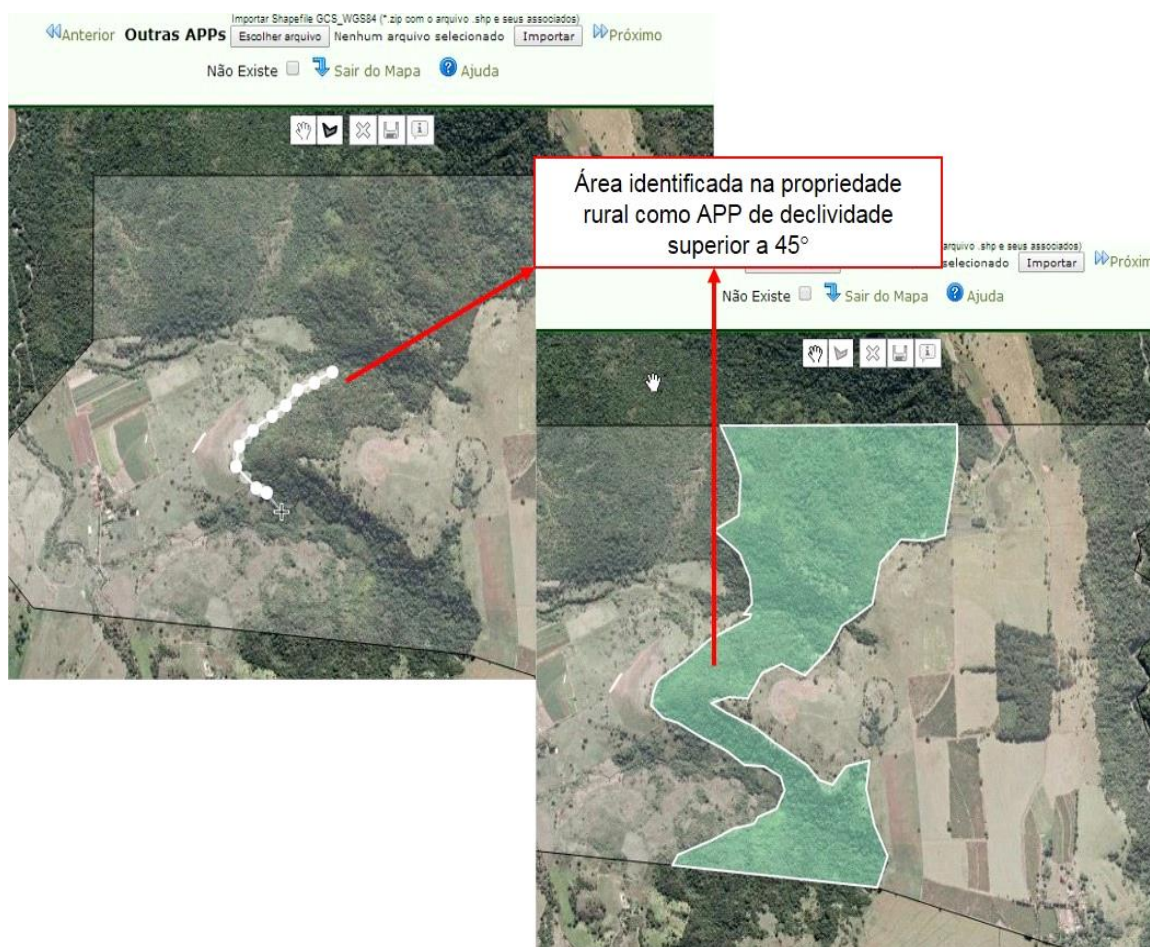 Importar Shapefile GCS_WGS84 (*.zip com o arquivo .shp e seus associados)
Anterior Outras APPs Escolher arquivo Nenhum arquivo selecionado Importar Próximo
Não Existe Sair do Mapa Ajuda
Área identificada na propriedade
rural como APP de declividade
superior a 45°
arquivo .shp e seus associados)
selecionado Importar Próxim
Não Existe Sair do Mapa Ajuda